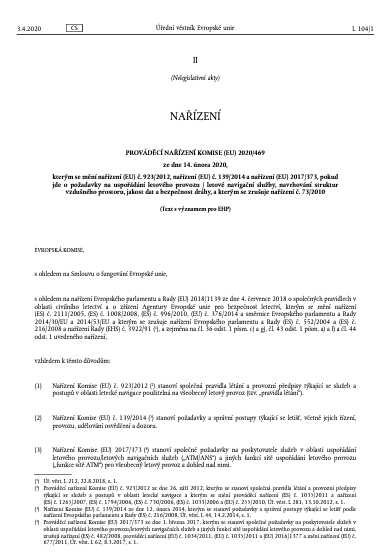 3.4.2020
CS
Úřední věstník Evropské unie
L 104/1
II
(Nelegislativní akty)
NAŘÍZENÍ
PROVÁDĚCÍ NAŘÍZENÍ KOMISE (EU) 2020/469
ze dne 14. února 2020,
kterým se mění nařízení (EU) č. 923/2012, nařízení (EU) č. 139/2014 a nařízení (EU) 2017/373, pokud
jde o požadavky na uspořádání letového provozu / letové navigační služby, navrhování struktur
vzdušného prostoru, jakost dat a bezpečnost dráhy, a kterým se zrušuje nařízení č. 73/2010
(Text s významem pro EHP)
EVROPSKÁ KOMISE,
s ohledem na Smlouvu o fungování Evropské unie,
s ohledem na nařízení Evropského parlamentu a Rady (EU) 2018/1139 ze dne 4. července 2018 o společných pravidlech v
oblasti civilního letectví a o zřízení Agentury Evropské unie pro bezpečnost letectví, kterým se mění nařízení
(ES) č. 2111/2005, (ES) č. 1008/2008, (EU) č. 996/2010, (EU) č. 376/2014 a směrnice Evropského parlamentu a Rady
2014/30/EU a 2014/53/EU a kterým se zrušuje nařízení Evropského parlamentu a Rady (ES) č. 552/2004 a (ES) č.
216/2008 a nařízení Rady (EHS) č. 3922/91 (¹), a zejména na čl. 36 odst. 1 písm. c) a g), čl. 43 odst. 1 písm. a) a f) a čl. 44
odst. 1 uvedeného nařízení,
vzhledem k těmto důvodům:
(1) Nařízení Komise (EU) č. 923/2012 (²) stanoví společná pravidla létání a provozní předpisy týkající se služeb a
postupů v oblasti letecké navigace použitelná na všeobecný letový provoz (tzv. „pravidla létání").
(2) Nařízení Komise (EU) č. 139/2014 (³) stanoví požadavky a správní postupy týkající se letišť, včetně jejich řízení,
provozu, udělování osvědčení a dozoru.
(3) Nařízení Komise (EU) 2017/373 (⁴) stanoví společné požadavky na poskytovatele služeb v oblasti uspořádání
letového provozu/letových navigačních služeb („ATM/ANS") a jiných funkcí sítě uspořádání letového provozu
(„funkce sítě ATM") pro všeobecný letový provoz a dohled nad nimi.
(¹) Úř. věst. L 212, 22.8.2018, s. 1.
(²) Prováděcí nařízení Komise (EU) č. 923/2012 ze dne 26. září 2012, kterým se stanoví společná pravidla létání a provozní předpisy
týkající se služeb a postupů v oblasti letecké navigace a kterým se mění prováděcí nařízení (ES) č. 1035/2011 a nařízení
(ES) č. 1265/2007, (ES) č. 1794/2006, (ES) č. 730/2006, (ES) č. 1033/2006 a (EU) č. 255/2010 (Úř. věst. L 281, 13.10.2012, s. 1).
(³) Nařízení Komise (EU) č. 139/2014 ze dne 12. února 2014, kterým se stanoví požadavky a správní postupy týkající se letišť podle
nařízení Evropského parlamentu a Rady (ES) č. 216/2008 (Úř. věst. L 44, 14.2.2014, s. 1).
(⁴) Prováděcí nařízení Komise (EU) 2017/373 ze dne 1. března 2017, kterým se stanoví společné požadavky na poskytovatele služeb v
oblasti uspořádání letového provozu/letových navigačních služeb a jiných funkcí sítě uspořádání letového provozu a dohled nad nimi,
zrušují nařízení (ES) č. 482/2008, prováděcí nařízení (EU) č. 1034/2011, (EU) č. 1035/2011 a (EU) 2016/1377 a mění nařízení (EU) č.
677/2011 (Úř. věst. L 62, 8.3.2017, s. 1).